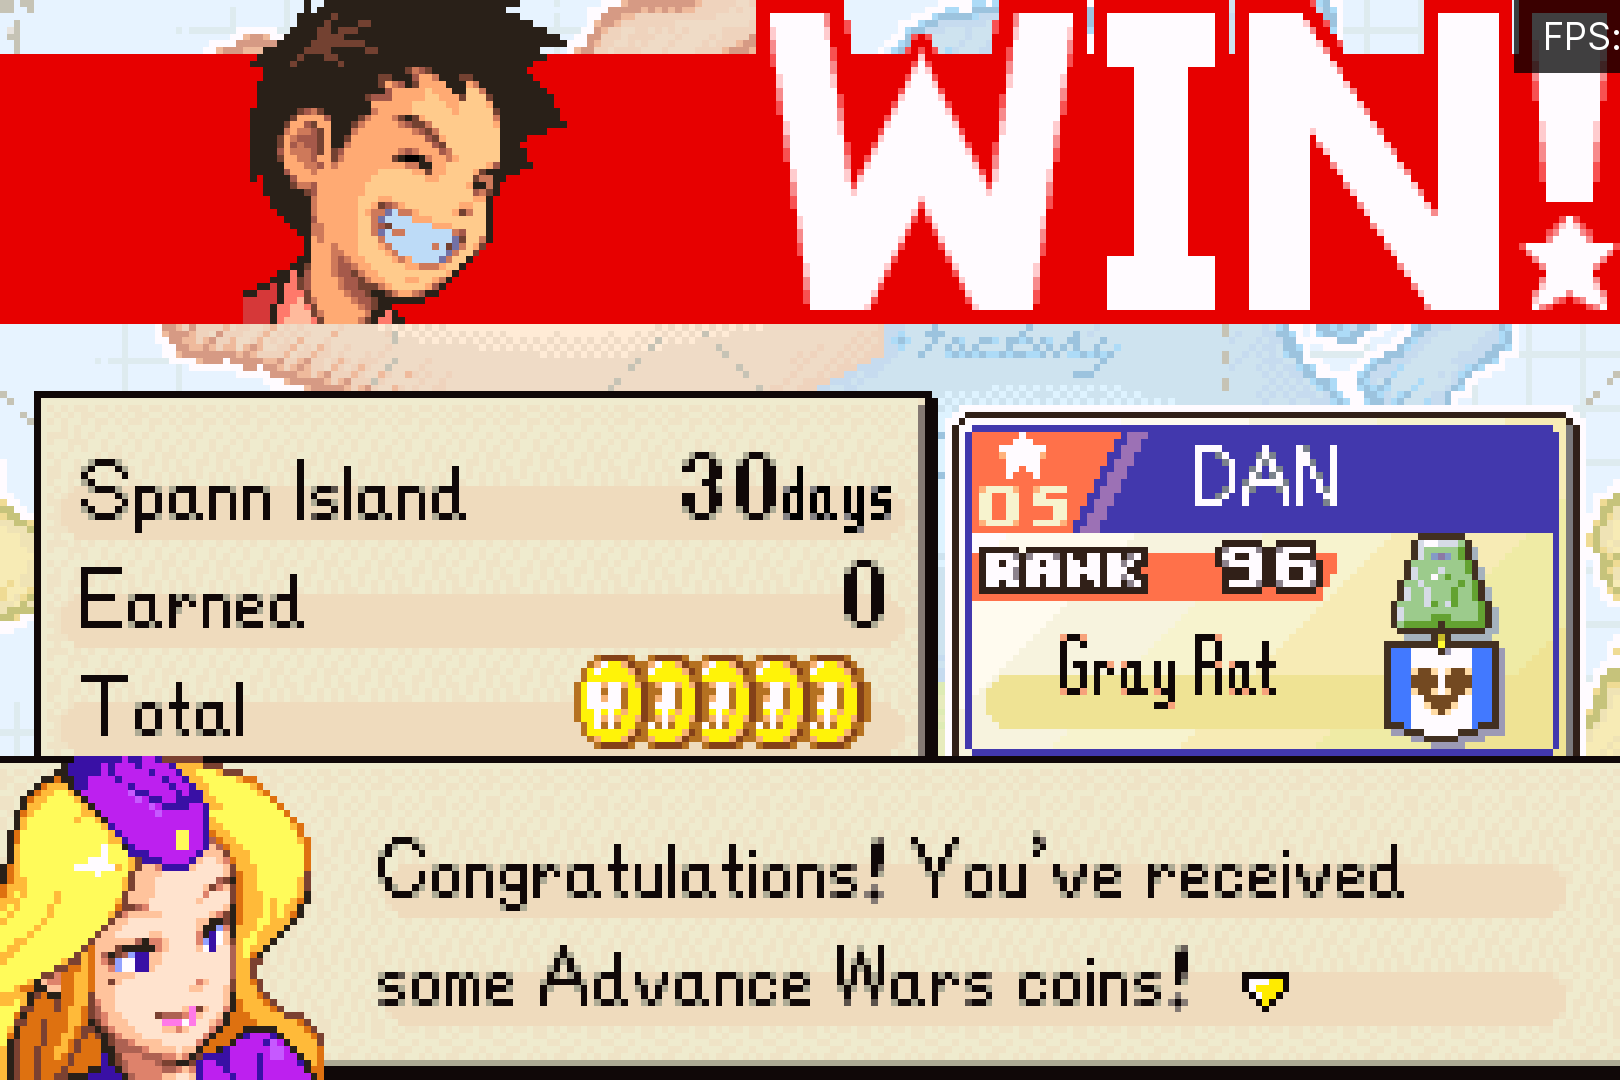 WIN!
FPS:
Spann Island 30days
Earned 0
Total
05 DAN
RANK 96
Gray Rat
Congratulations! You've received
some Advance Wars coins!